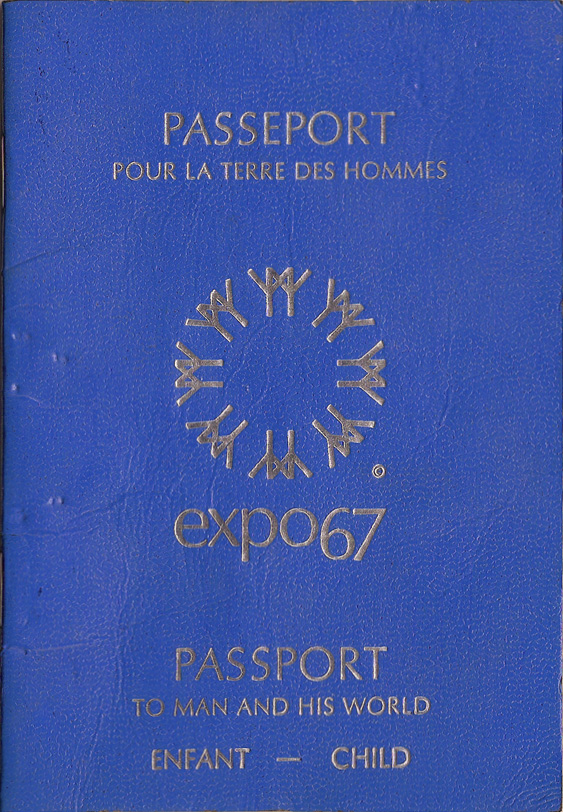 PASSEPORT
POUR LA TERRE DES HOMMES
©
expo67
PASSPORT
TO MAN AND HIS WORLD
ENFANT — CHILD